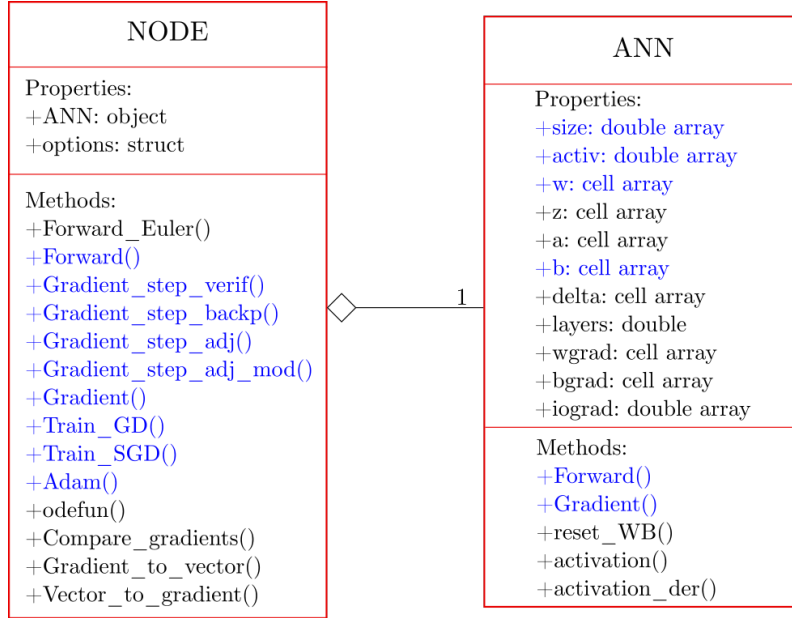 NODE
Properties:
+ANN: object
+options: struct
Methods:
+Forward_Euler()
+Forward()
+Gradient_step_verif()
+Gradient_step_backp()
+Gradient_step_adj()
+Gradient_step_adj_mod()
+Gradient()
+Train_GD()
+Train_SGD()
+Adam()
+odefun()
+Compare_gradients()
+Gradient_to_vector()
+Vector_to_gradient()
1
ANN
Properties:
+size: double array
+activ: double array
+w: cell array
+z: cell array
+a: cell array
+b: cell array
+delta: cell array
+layers: double
+wgrad: cell array
+bgrad: cell array
+iograd: double array
Methods:
+Forward()
+Gradient()
+reset_WB()
+activation()
+activation_der()